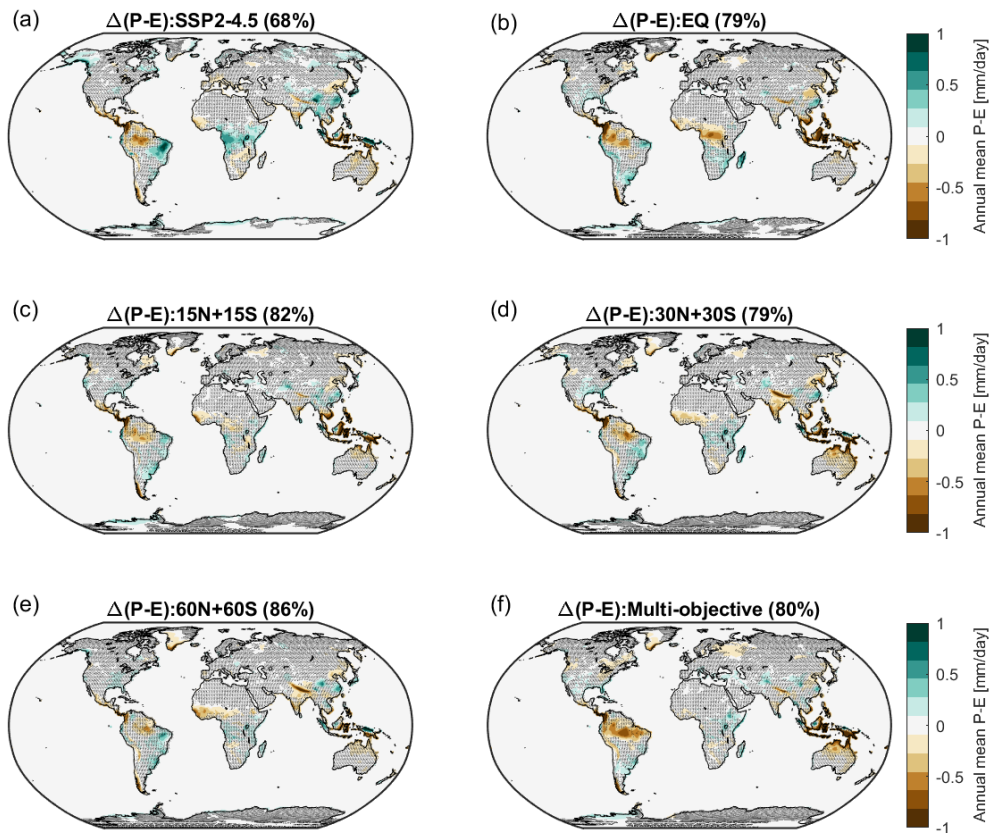 (a)
Δ(P-E):SSP2-4.5 (68%)
(b)
Δ(P-E):EQ (79%)
1
0.5
0
-0.5
-1
Annual mean P-E [mm/day]
(c)
Δ(P-E):15N+15S (82%)
(d)
Δ(P-E):30N+30S (79%)
1
0.5
0
-0.5
-1
Annual mean P-E [mm/day]
(e)
Δ(P-E):60N+60S (86%)
(f)
Δ(P-E):Multi-objective (80%)
1
0.5
0
-0.5
-1
Annual mean P-E [mm/day]